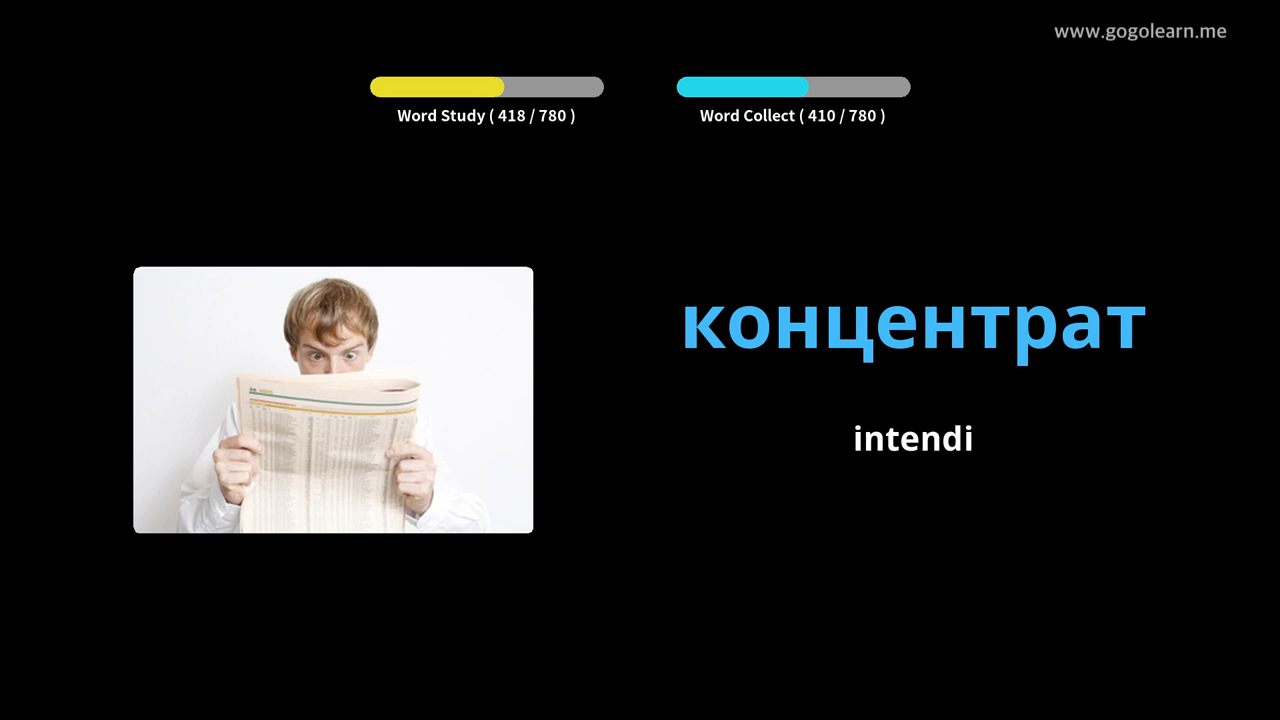 www.gogolearn.me
Word Study ( 418 / 780 )
Word Collect ( 410 / 780 )
концентрат
intendi